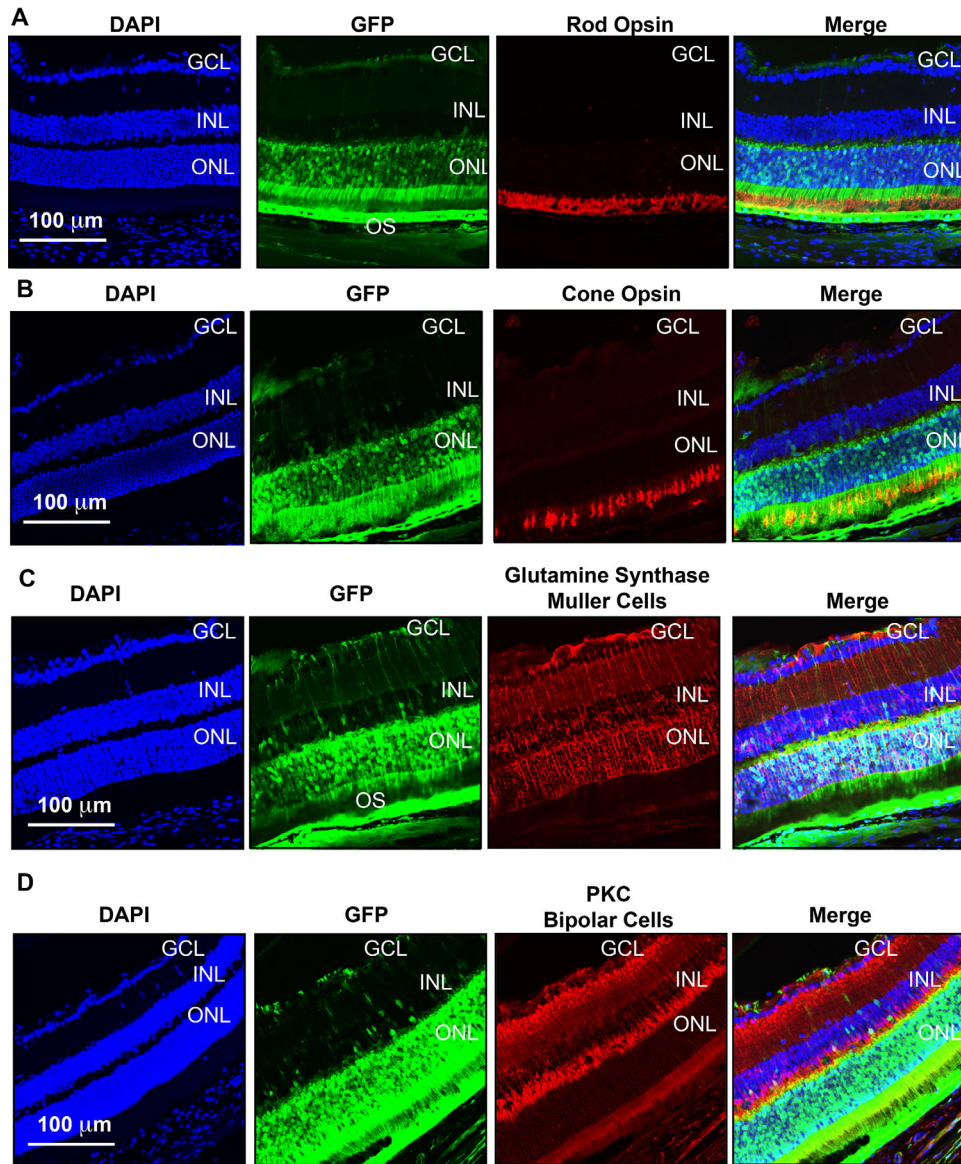 A
DAPI GFP Rod Opsin Merge
GCL GCL GCL GCL
INL INL INL INL
ONL ONL ONL ONL
OS
100 μm
B
DAPI GFP Cone Opsin Merge
GCL GCL GCL GCL
INL INL INL INL
ONL ONL ONL ONL
100 μm
C
DAPI GFP Glutamine Synthase Muller Cells Merge
GCL GCL GCL GCL
INL INL INL INL
ONL ONL ONL ONL
OS
100 μm
D
DAPI GFP PKC Bipolar Cells Merge
GCL GCL GCL GCL
INL INL INL INL
ONL ONL ONL ONL
100 μm